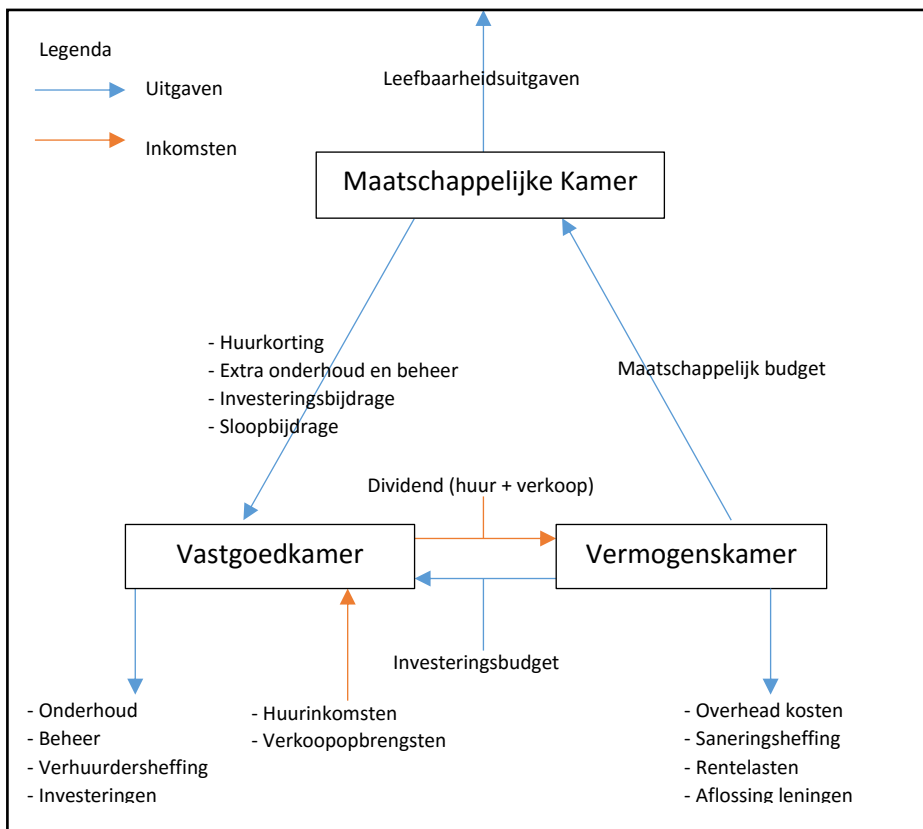 Legenda
Uitgaven
Inkomsten
Leefbaarheidsuitgaven
Maatschappelijke Kamer
- Huurkorting
- Extra onderhoud en beheer
- Investeringsbijdrage
- Sloopbijdrage
Maatschappelijk budget
Dividend (huur + verkoop)
Vastgoedkamer
Vermogenskamer
Investeringsbudget
- Onderhoud
- Beheer
- Verhuurdersheffing
- Investeringen
- Huurinkomsten
- Verkoopopbrengsten
- Overhead kosten
- Saneringsheffing
- Rentelasten
- Aflossing leningen